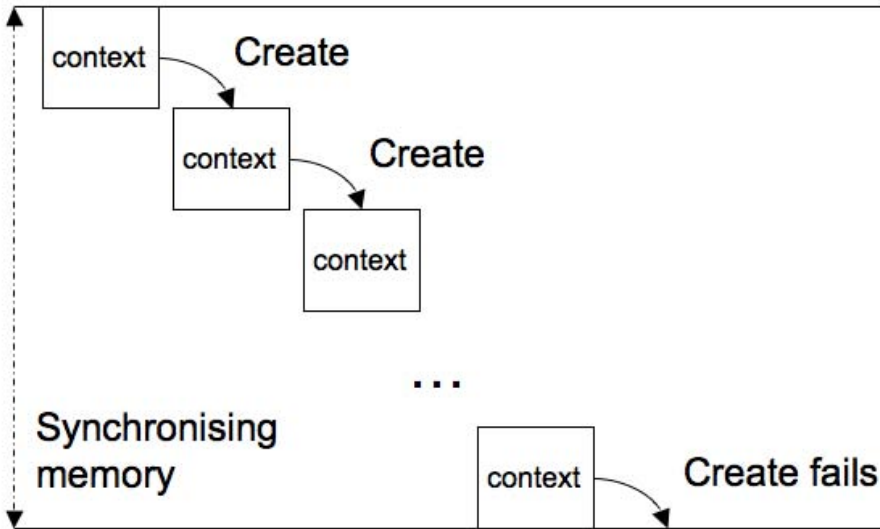 context
Create
context
Create
context
...
Synchronising
memory
context
Create fails